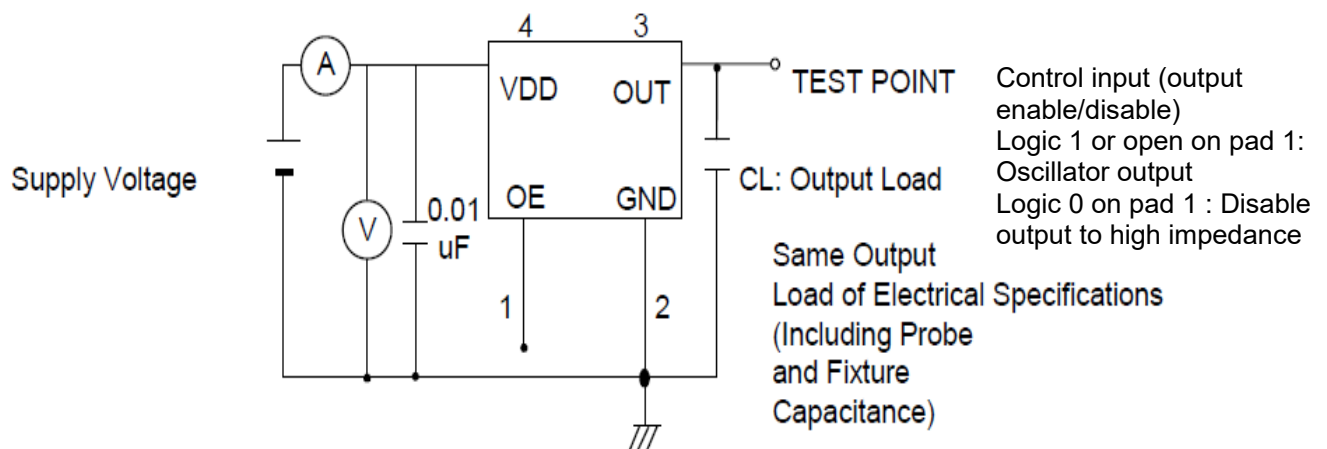 4
3
A
VDD
OUT
TEST POINT
Control input (output
enable/disable)
Logic 1 or open on pad 1:
Oscillator output
Logic 0 on pad 1 : Disable
output to high impedance
Supply Voltage
CL: Output Load
OE
GND
V
0.01
uF
1
2
Same Output
Load of Electrical Specifications
(Including Probe
and Fixture
Capacitance)